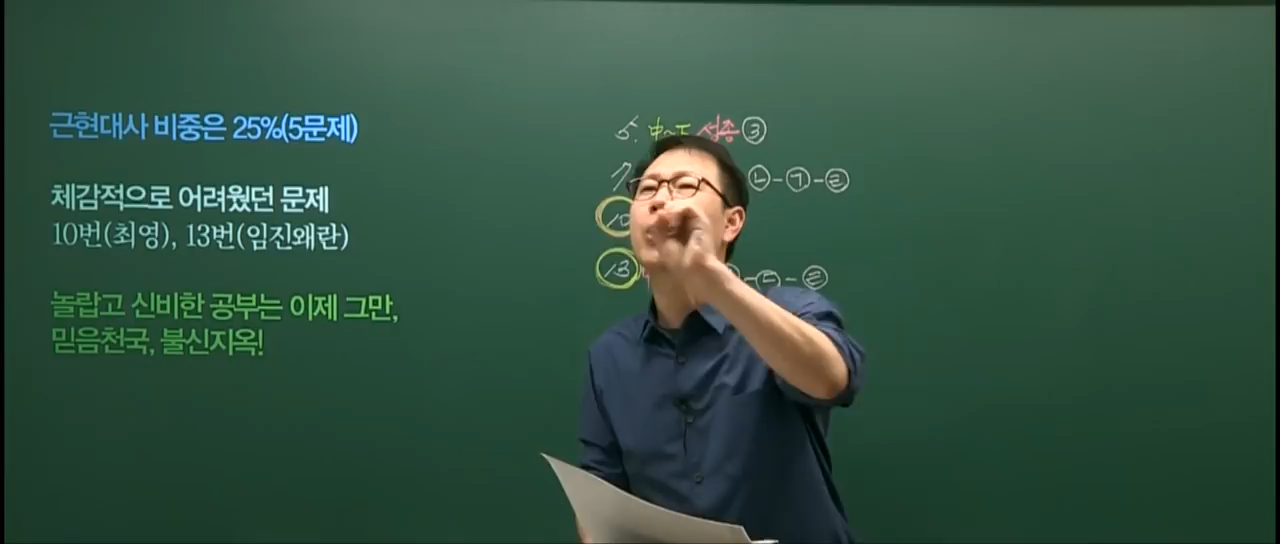 근현대사 비중은 25%(5문제)
체감적으로 어려웠던 문제
10번(최영), 13번(임진왜란)
놀랍고 신비한 공부는 이제 그만,
믿음천국, 불신지옥!
5. 성종 ③
7 ㉡-㉠-㉢
10
13 -㉢